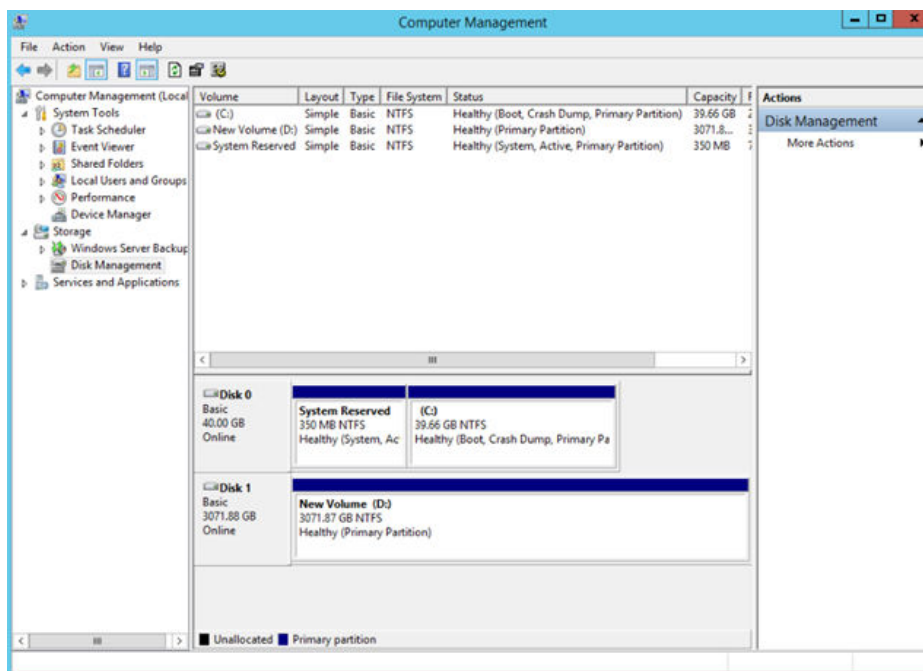 Computer Management
File Action View Help
Computer Management (Local
System Tools
Task Scheduler
Event Viewer
Shared Folders
Local Users and Groups
Performance
Device Manager
Storage
Windows Server Backup
Disk Management
Services and Applications
Volume Layout Type File System Status Capacity F
(C:) Simple Basic NTFS Healthy (Boot, Crash Dump, Primary Partition) 39.66 GB
New Volume (D:) Simple Basic NTFS Healthy (Primary Partition) 3071.8...
System Reserved Simple Basic NTFS Healthy (System, Active, Primary Partition) 350 MB
Actions
Disk Management
More Actions
Disk 0
Basic
40.00 GB
Online
System Reserved
350 MB NTFS
Healthy (System, Ac
(C:)
39.66 GB NTFS
Healthy (Boot, Crash Dump, Primary Pa
Disk 1
Basic
3071.88 GB
Online
New Volume (D:)
3071.87 GB NTFS
Healthy (Primary Partition)
Unallocated Primary partition